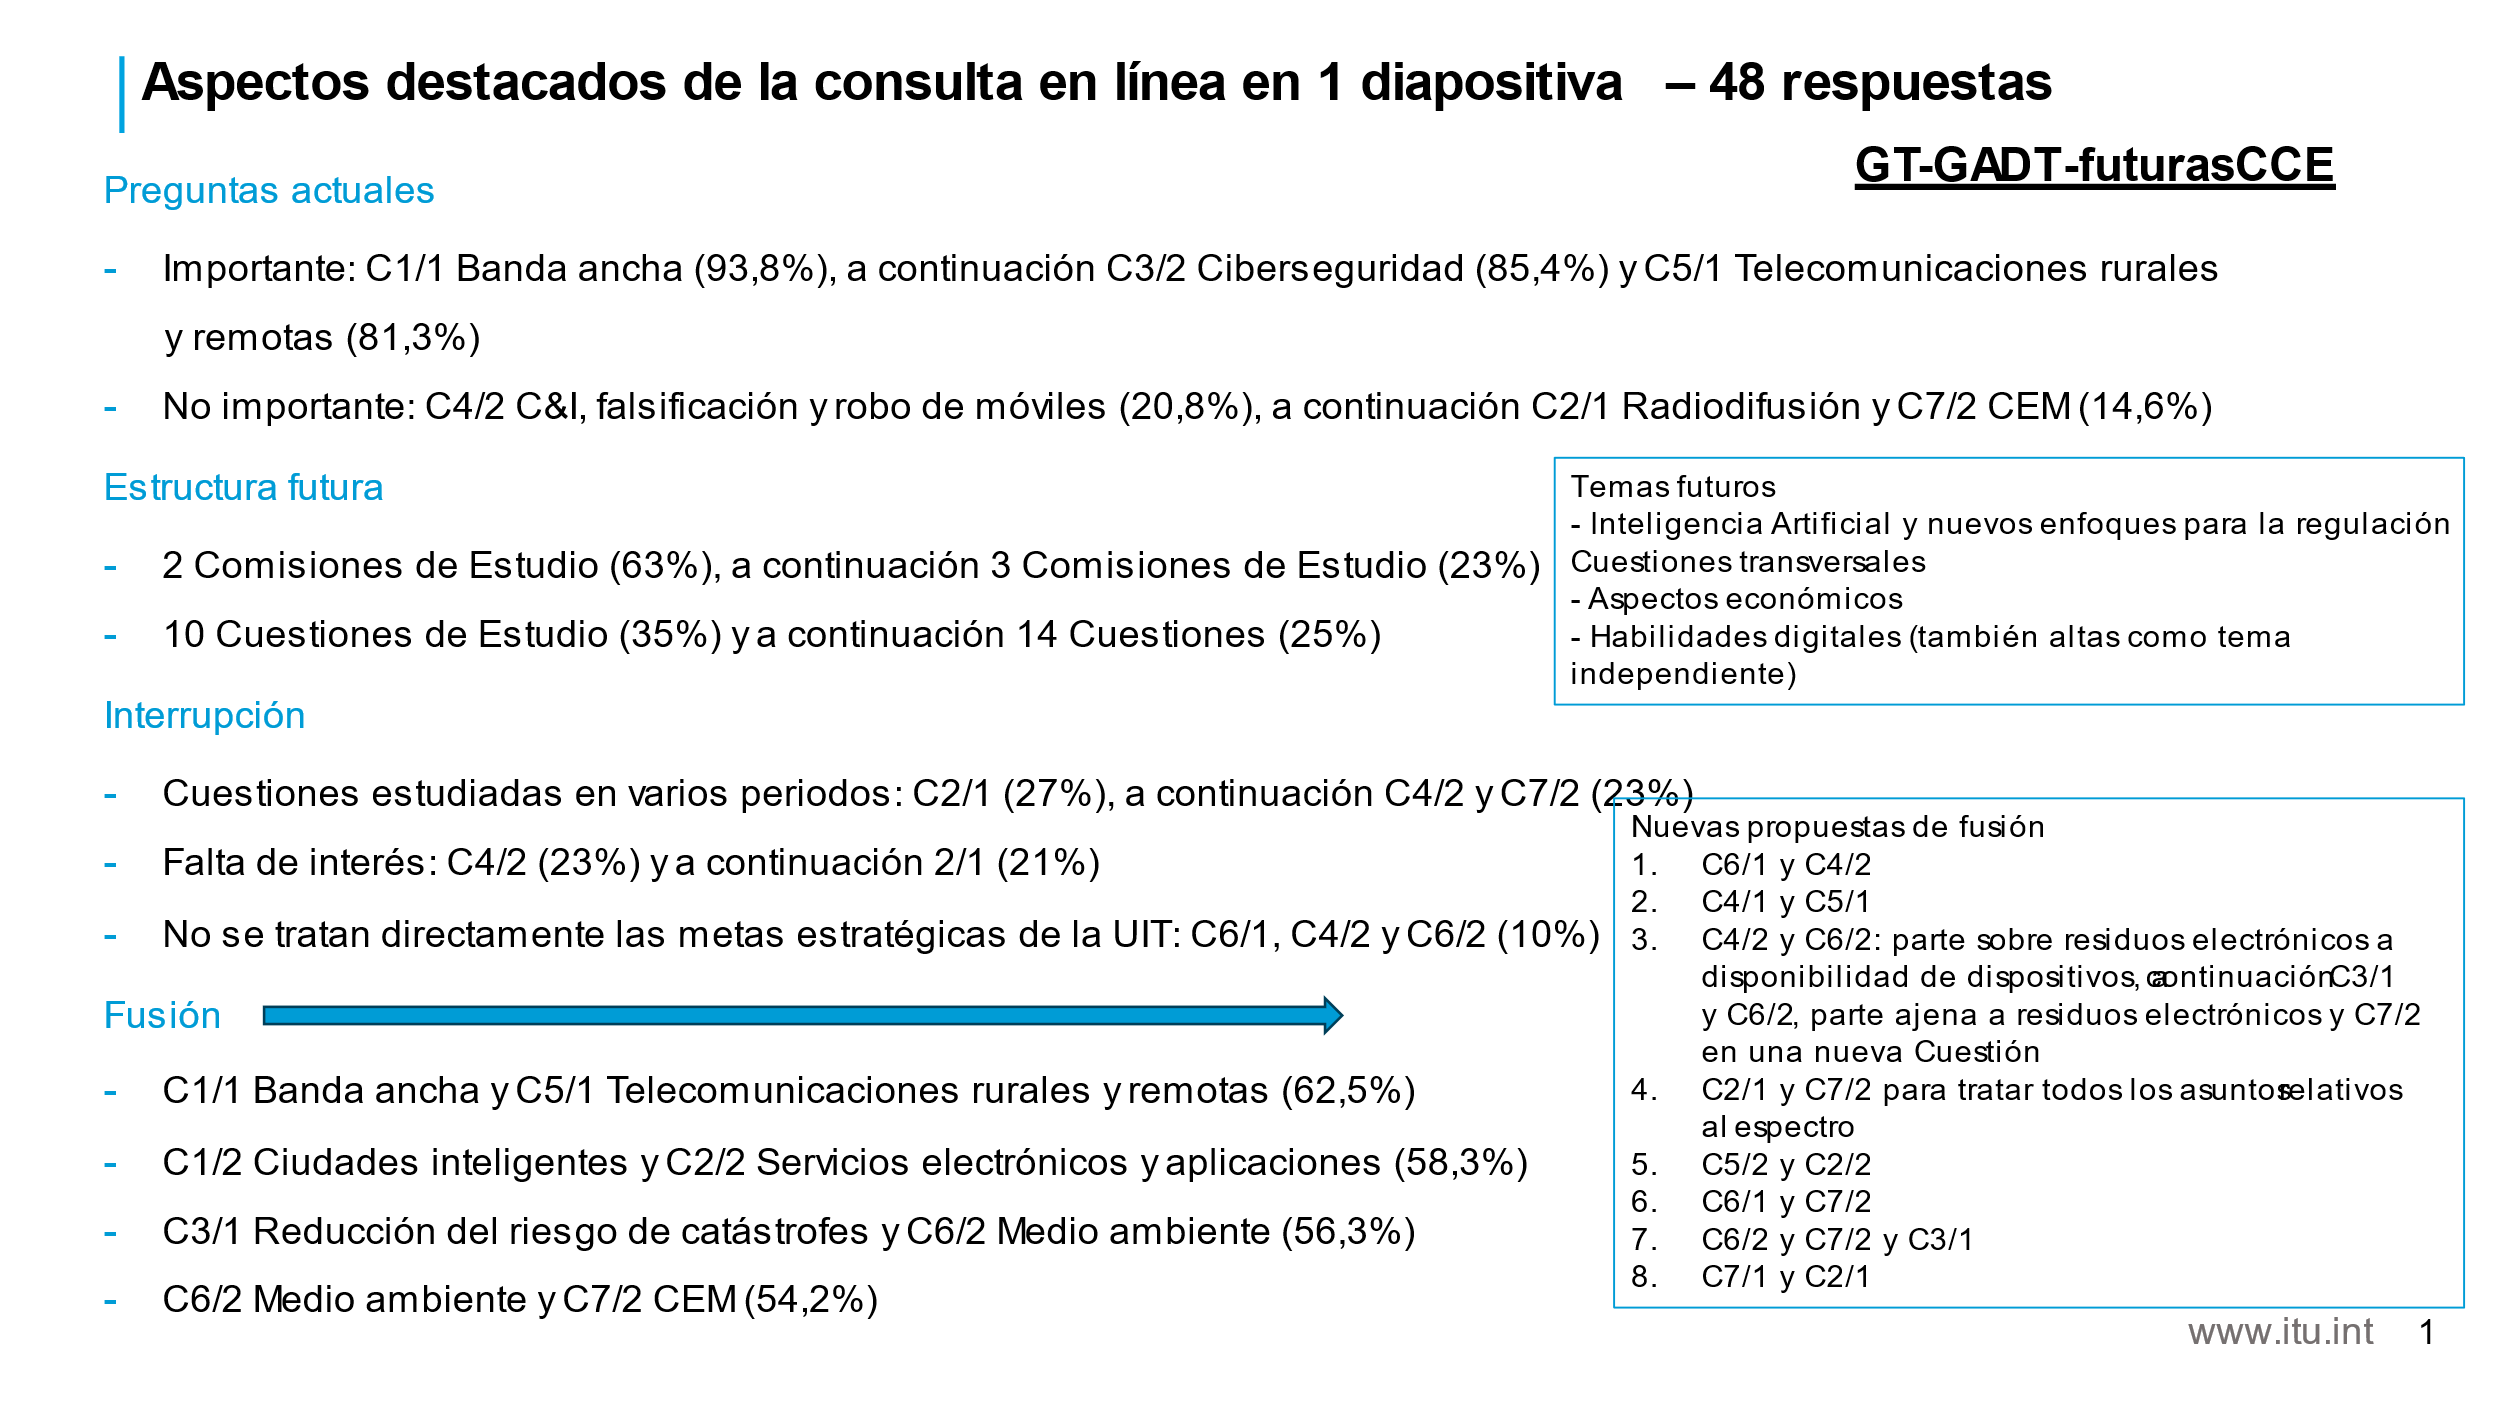 Aspectos destacados de la consulta en línea en 1 diapositiva – 48 respuestas
GT-GADT-futurasCCE
Preguntas actuales
- Importante: C1/1 Banda ancha (93,8%), a continuación C3/2 Ciberseguridad (85,4%) y C5/1 Telecomunicaciones rurales
y remotas (81,3%)
- No importante: C4/2 C&I, falsificación y robo de móviles (20,8%), a continuación C2/1 Radiodifusión y C7/2 CEM (14,6%)
Estructura futura
- 2 Comisiones de Estudio (63%), a continuación 3 Comisiones de Estudio (23%)
- 10 Cuestiones de Estudio (35%) y a continuación 14 Cuestiones (25%)
Temas futuros
- Inteligencia Artificial y nuevos enfoques para la regulación
Cuestiones transversales
- Aspectos económicos
- Habilidades digitales (también altas como tema
independiente)
Interrupción
- Cuestiones estudiadas en varios periodos: C2/1 (27%), a continuación C4/2 y C7/2 (23%)
- Falta de interés: C4/2 (23%) y a continuación 2/1 (21%)
- No se tratan directamente las metas estratégicas de la UIT: C6/1, C4/2 y C6/2 (10%)
Fusión
- C1/1 Banda ancha y C5/1 Telecomunicaciones rurales y remotas (62,5%)
- C1/2 Ciudades inteligentes y C2/2 Servicios electrónicos y aplicaciones (58,3%)
- C3/1 Reducción del riesgo de catástrofes y C6/2 Medio ambiente (56,3%)
- C6/2 Medio ambiente y C7/2 CEM (54,2%)
Nuevas propuestas de fusión
1. C6/1 y C4/2
2. C4/1 y C5/1
3. C4/2 y C6/2: parte sobre residuos electrónicos a
disponibilidad de dispositivos, a continuación C3/1
y C6/2, parte ajena a residuos electrónicos y C7/2
en una nueva Cuestión
4. C2/1 y C7/2 para tratar todos los asuntos relativos
al espectro
5. C5/2 y C2/2
6. C6/1 y C7/2
7. C6/2 y C7/2 y C3/1
8. C7/1 y C2/1
www.itu.int 1